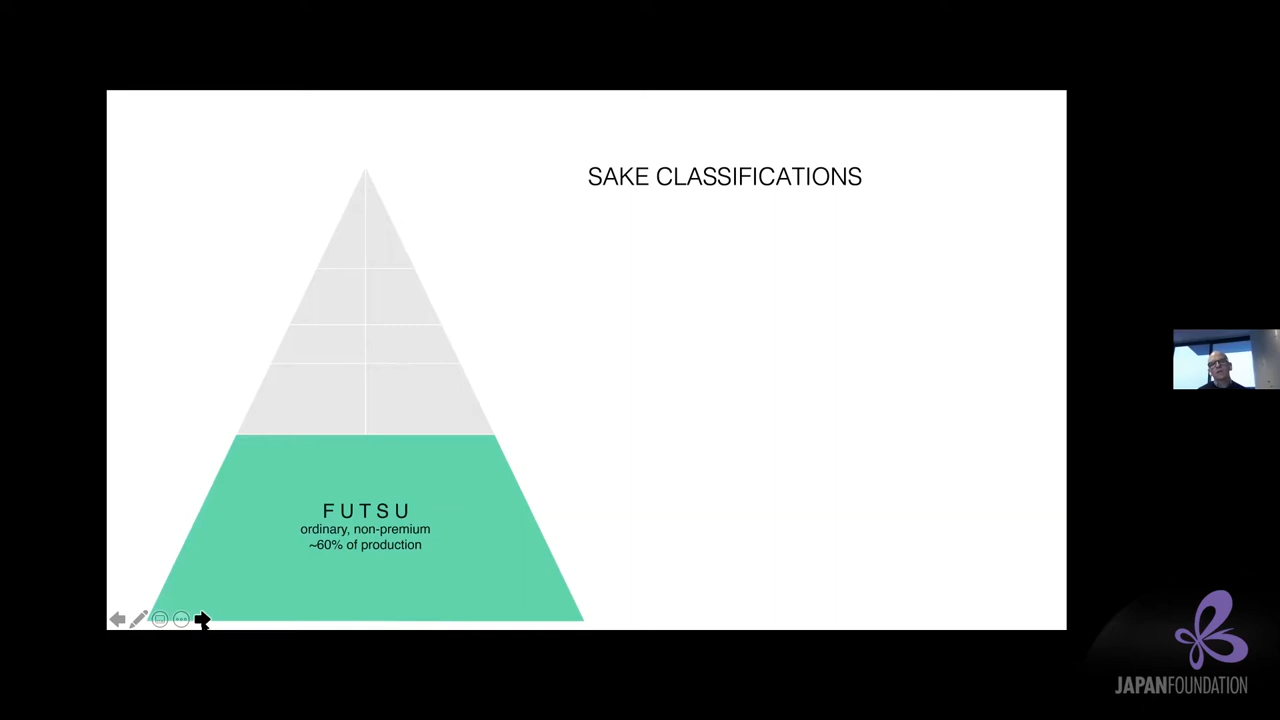 SAKE CLASSIFICATIONS
F U T S U
ordinary, non-premium
~60% of production
JAPANFOUNDATION